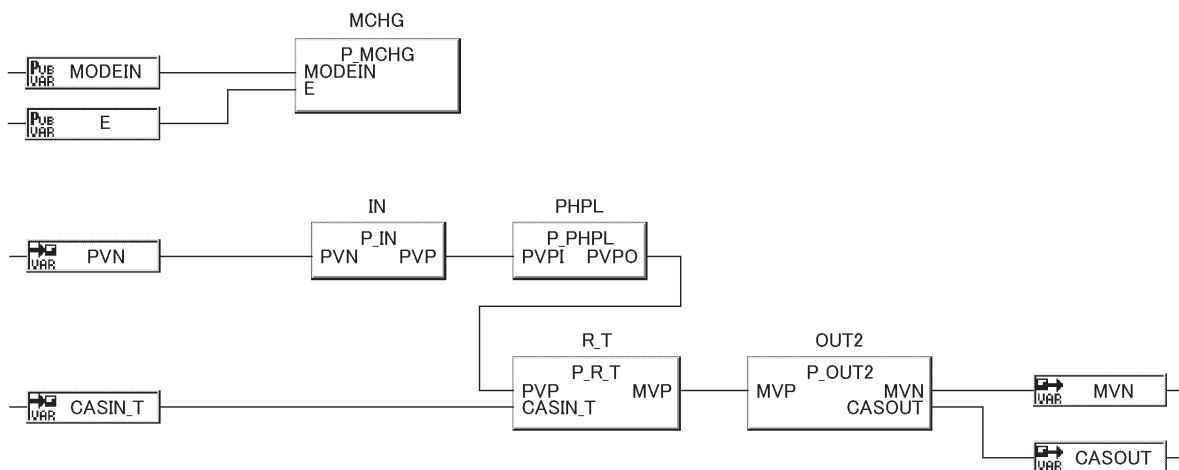 MCHG
P_MCHG
MODEIN
E
PUB VAR MODEIN
PUB VAR E
IN
P_IN
PVN PVP
PHPL
P_PHPL
PVPI PVPO
VAR PVN
R_T
P_R_T
PVP MVP
CASIN_T
VAR CASIN_T
OUT2
P_OUT2
MVP MVN
CASOUT
VAR MVN
VAR CASOUT